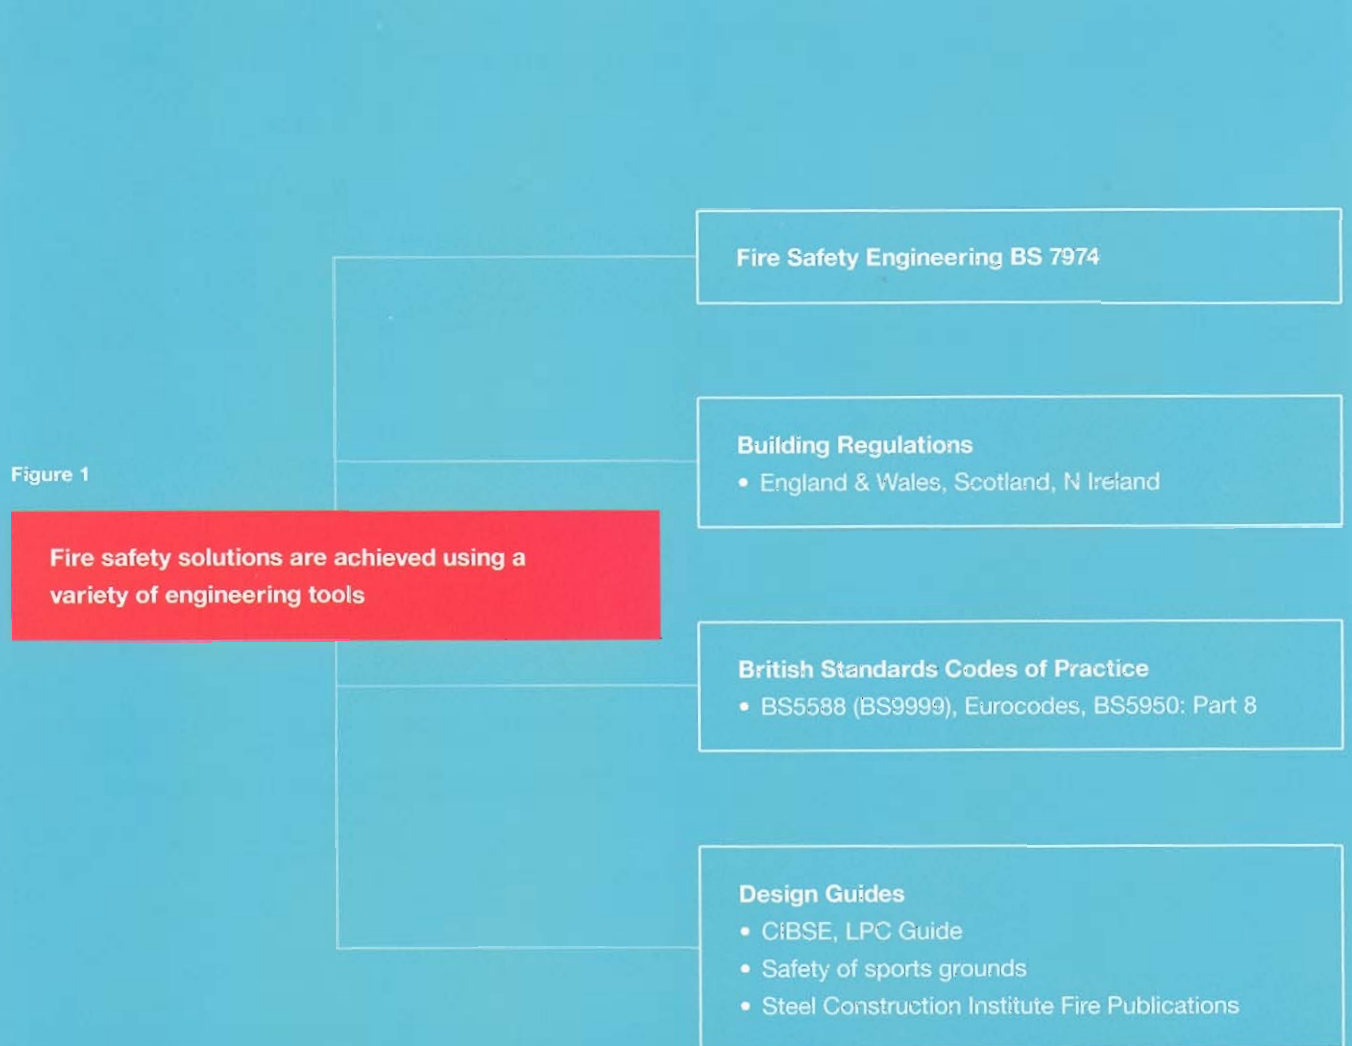 Fire Safety Engineering BS 7974
Building Regulations
• England & Wales, Scotland, N Ireland
Figure 1
Fire safety solutions are achieved using a
variety of engineering tools
British Standards Codes of Practice
• BS5588 (BS9999), Eurocodes, BS5950: Part 8
Design Guides
• CIBSE, LPC Guide
• Safety of sports grounds
• Steel Construction Institute Fire Publications